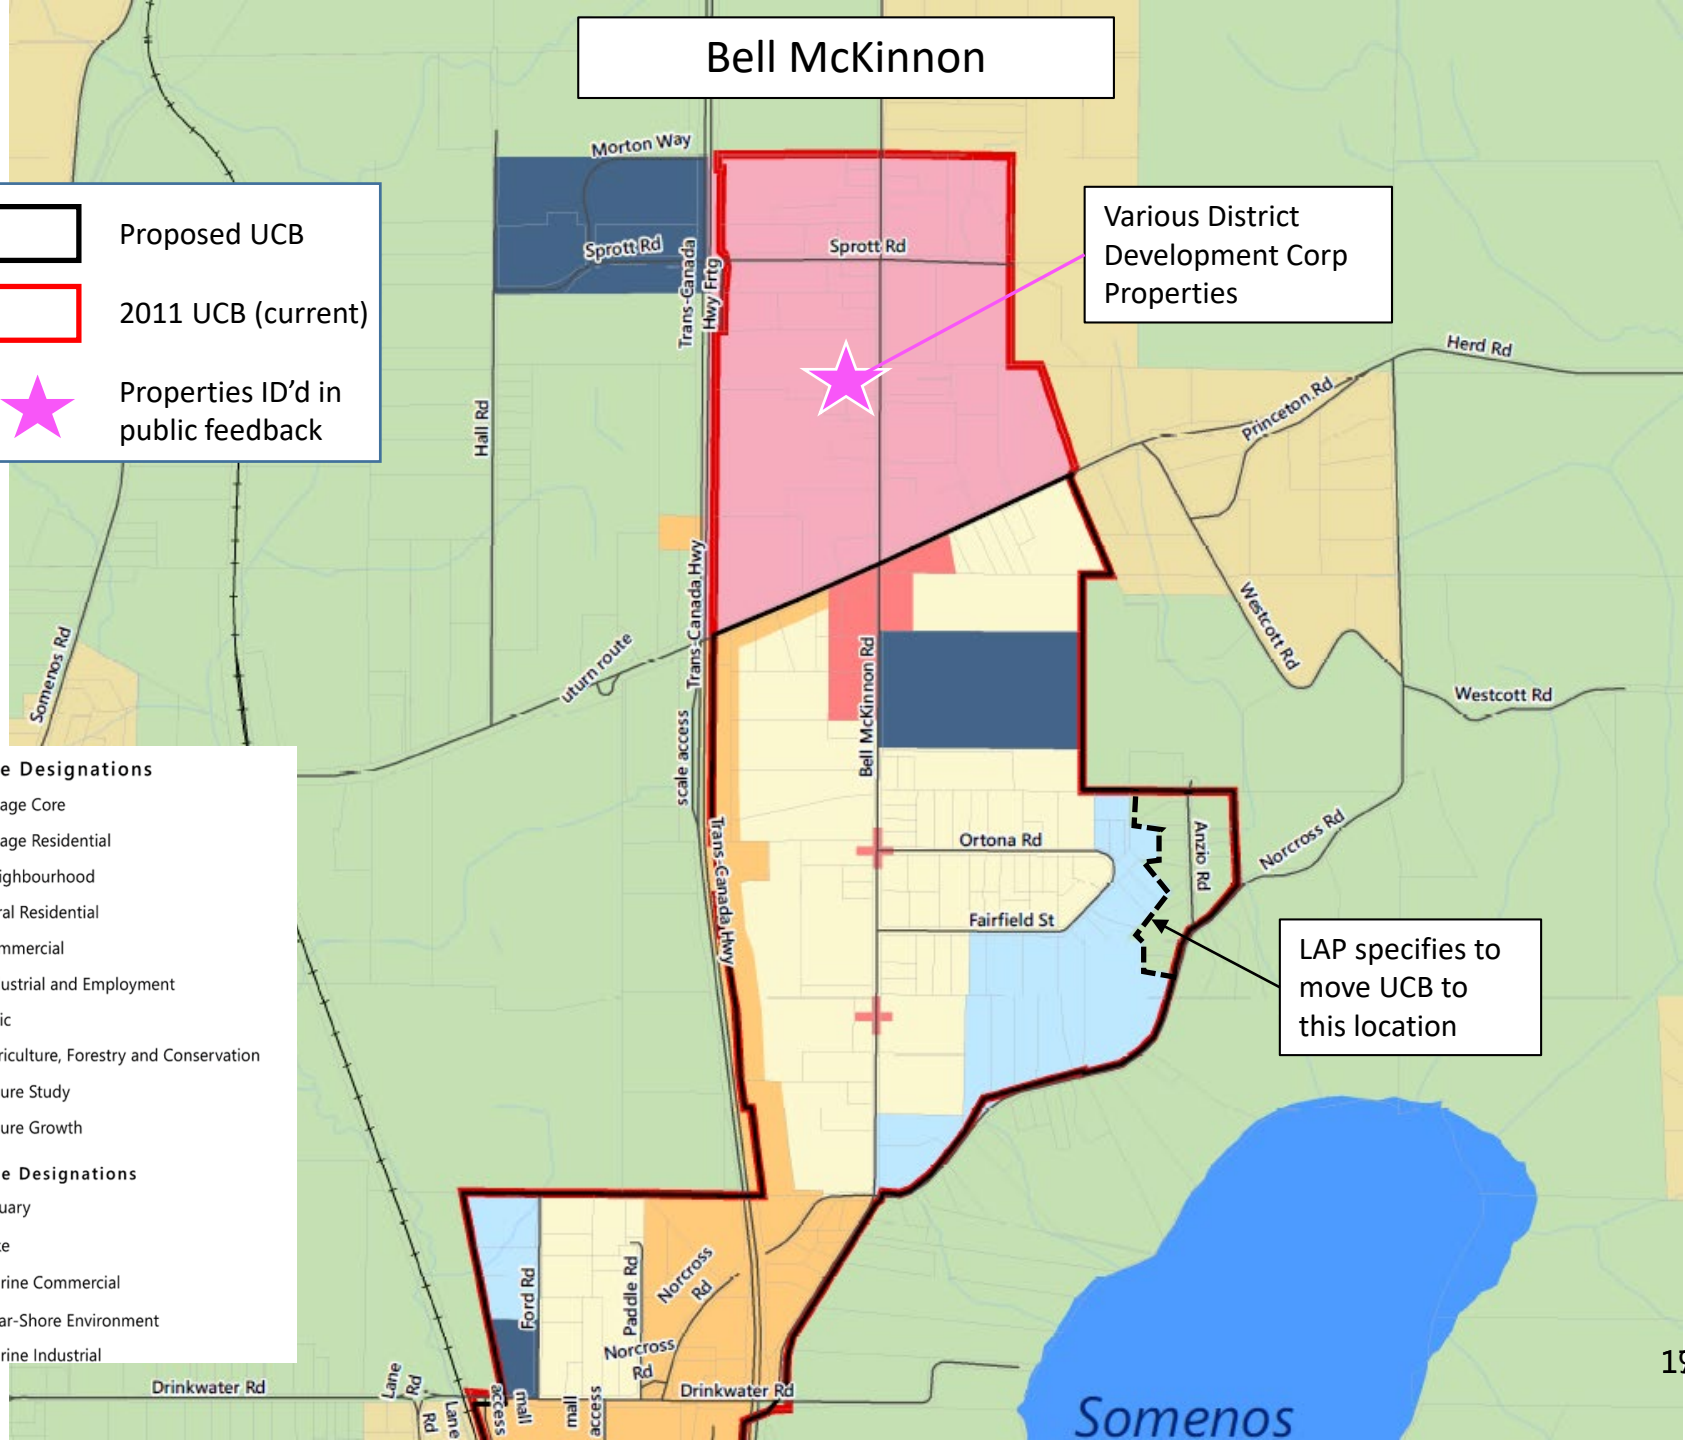 Bell McKinnon
Morton Way
Proposed UCB
2011 UCB (current)
Properties ID'd in
public feedback
Sprott Rd
Sprott Rd
Trans-Canada
Hwy Frtg
Various District
Development Corp
Properties
Herd Rd
Princeton Rd
Hall Rd
Trans-Canada Hwy
uturn route
Somenos Rd
Westcott Rd
Westcott Rd
Bell McKinnon Rd
scale access
e Designations
age Core
age Residential
ighbourhood
ral Residential
mmercial
dustrial and Employment
ic
riculture, Forestry and Conservation
ure Study
ure Growth
e Designations
uary
e
rine Commercial
ar-Shore Environment
rine Industrial
Trans-Canada Hwy
Ortona Rd
Anzio Rd
Norcross Rd
Fairfield St
LAP specifies to
move UCB to
this location
Ford Rd
Paddle Rd
Norcross
Rd
Norcross
Rd
Drinkwater Rd
Lane
Rd
Lane
Rd
access
mall
mall
access
Drinkwater Rd
Somenos